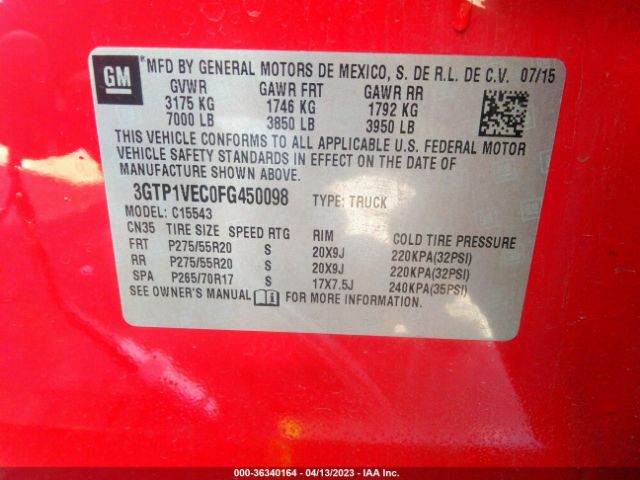 GM
MFD BY GENERAL MOTORS DE MEXICO, S. DE R.L. DE C.V. 07/15
GVWR GAWR FRT GAWR RR
3175 KG 1746 KG 1792 KG
7000 LB 3850 LB 3950 LB
THIS VEHICLE CONFORMS TO ALL APPLICABLE U.S. FEDERAL MOTOR
VEHICLE SAFETY STANDARDS IN EFFECT ON THE DATE OF
MANUFACTURE SHOWN ABOVE.
3GTP1VEC0FG450098 TYPE: TRUCK
MODEL: C15543
CN35 TIRE SIZE SPEED RTG RIM COLD TIRE PRESSURE
FRT P275/55R20 S 20X9J 220KPA(32PSI)
RR P275/55R20 S 20X9J 220KPA(32PSI)
SPA P265/70R17 S 17X7.5J 240KPA(35PSI)
SEE OWNER'S MANUAL FOR MORE INFORMATION.
000-36340164 - 04/13/2023 - IAA Inc.